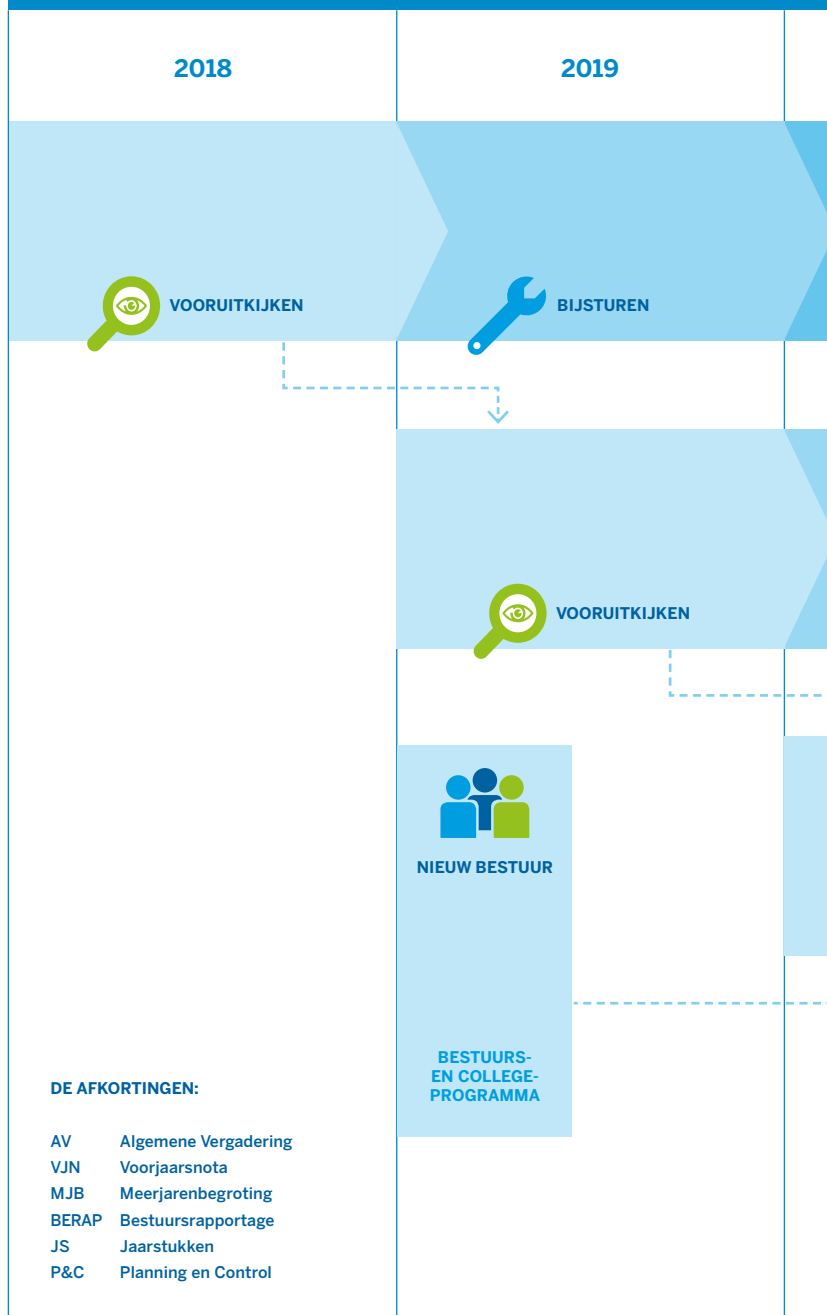 2018
2019
VOORUITKIJKEN
BIJSTUREN
VOORUITKIJKEN
NIEUW BESTUUR
BESTUURS-
EN COLLEGE-
PROGRAMMA
DE AFKORTINGEN:
AV Algemene Vergadering
VJN Voorjaarsnota
MJB Meerjarenbegroting
BERAP Bestuursrapportage
JS Jaarstukken
P&C Planning en Control